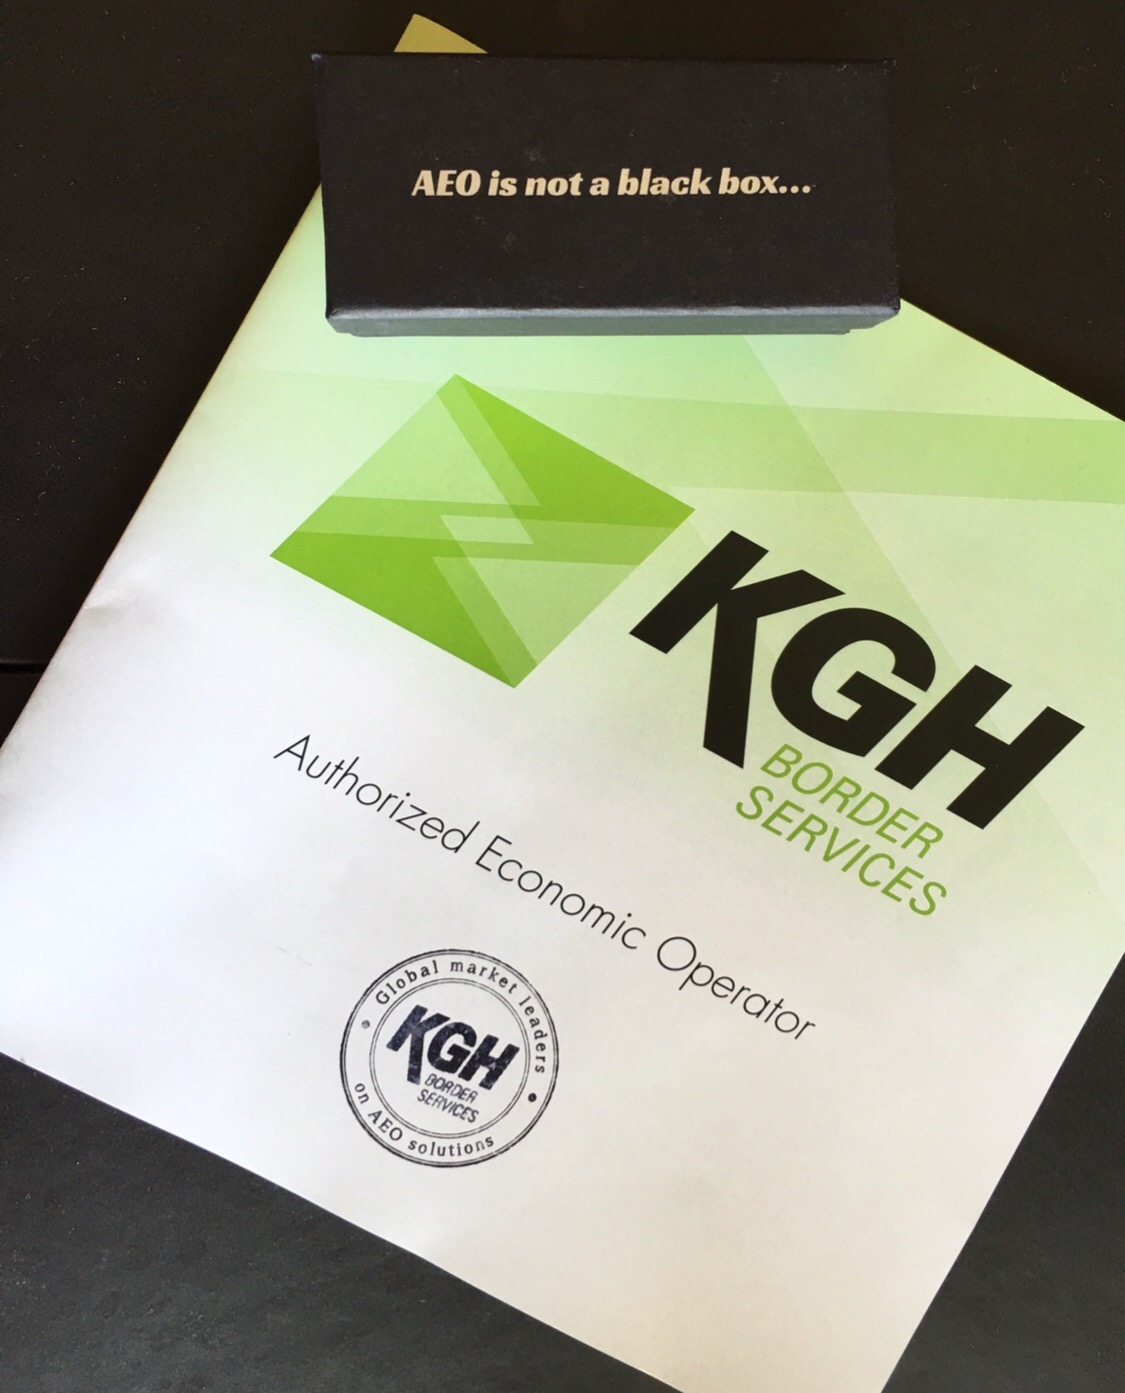 AEO is not a black box...
KGH
BORDER
SERVICES
Authorized Economic Operator
Global market leaders
KGH
BORDER
SERVICES
on AEO solutions